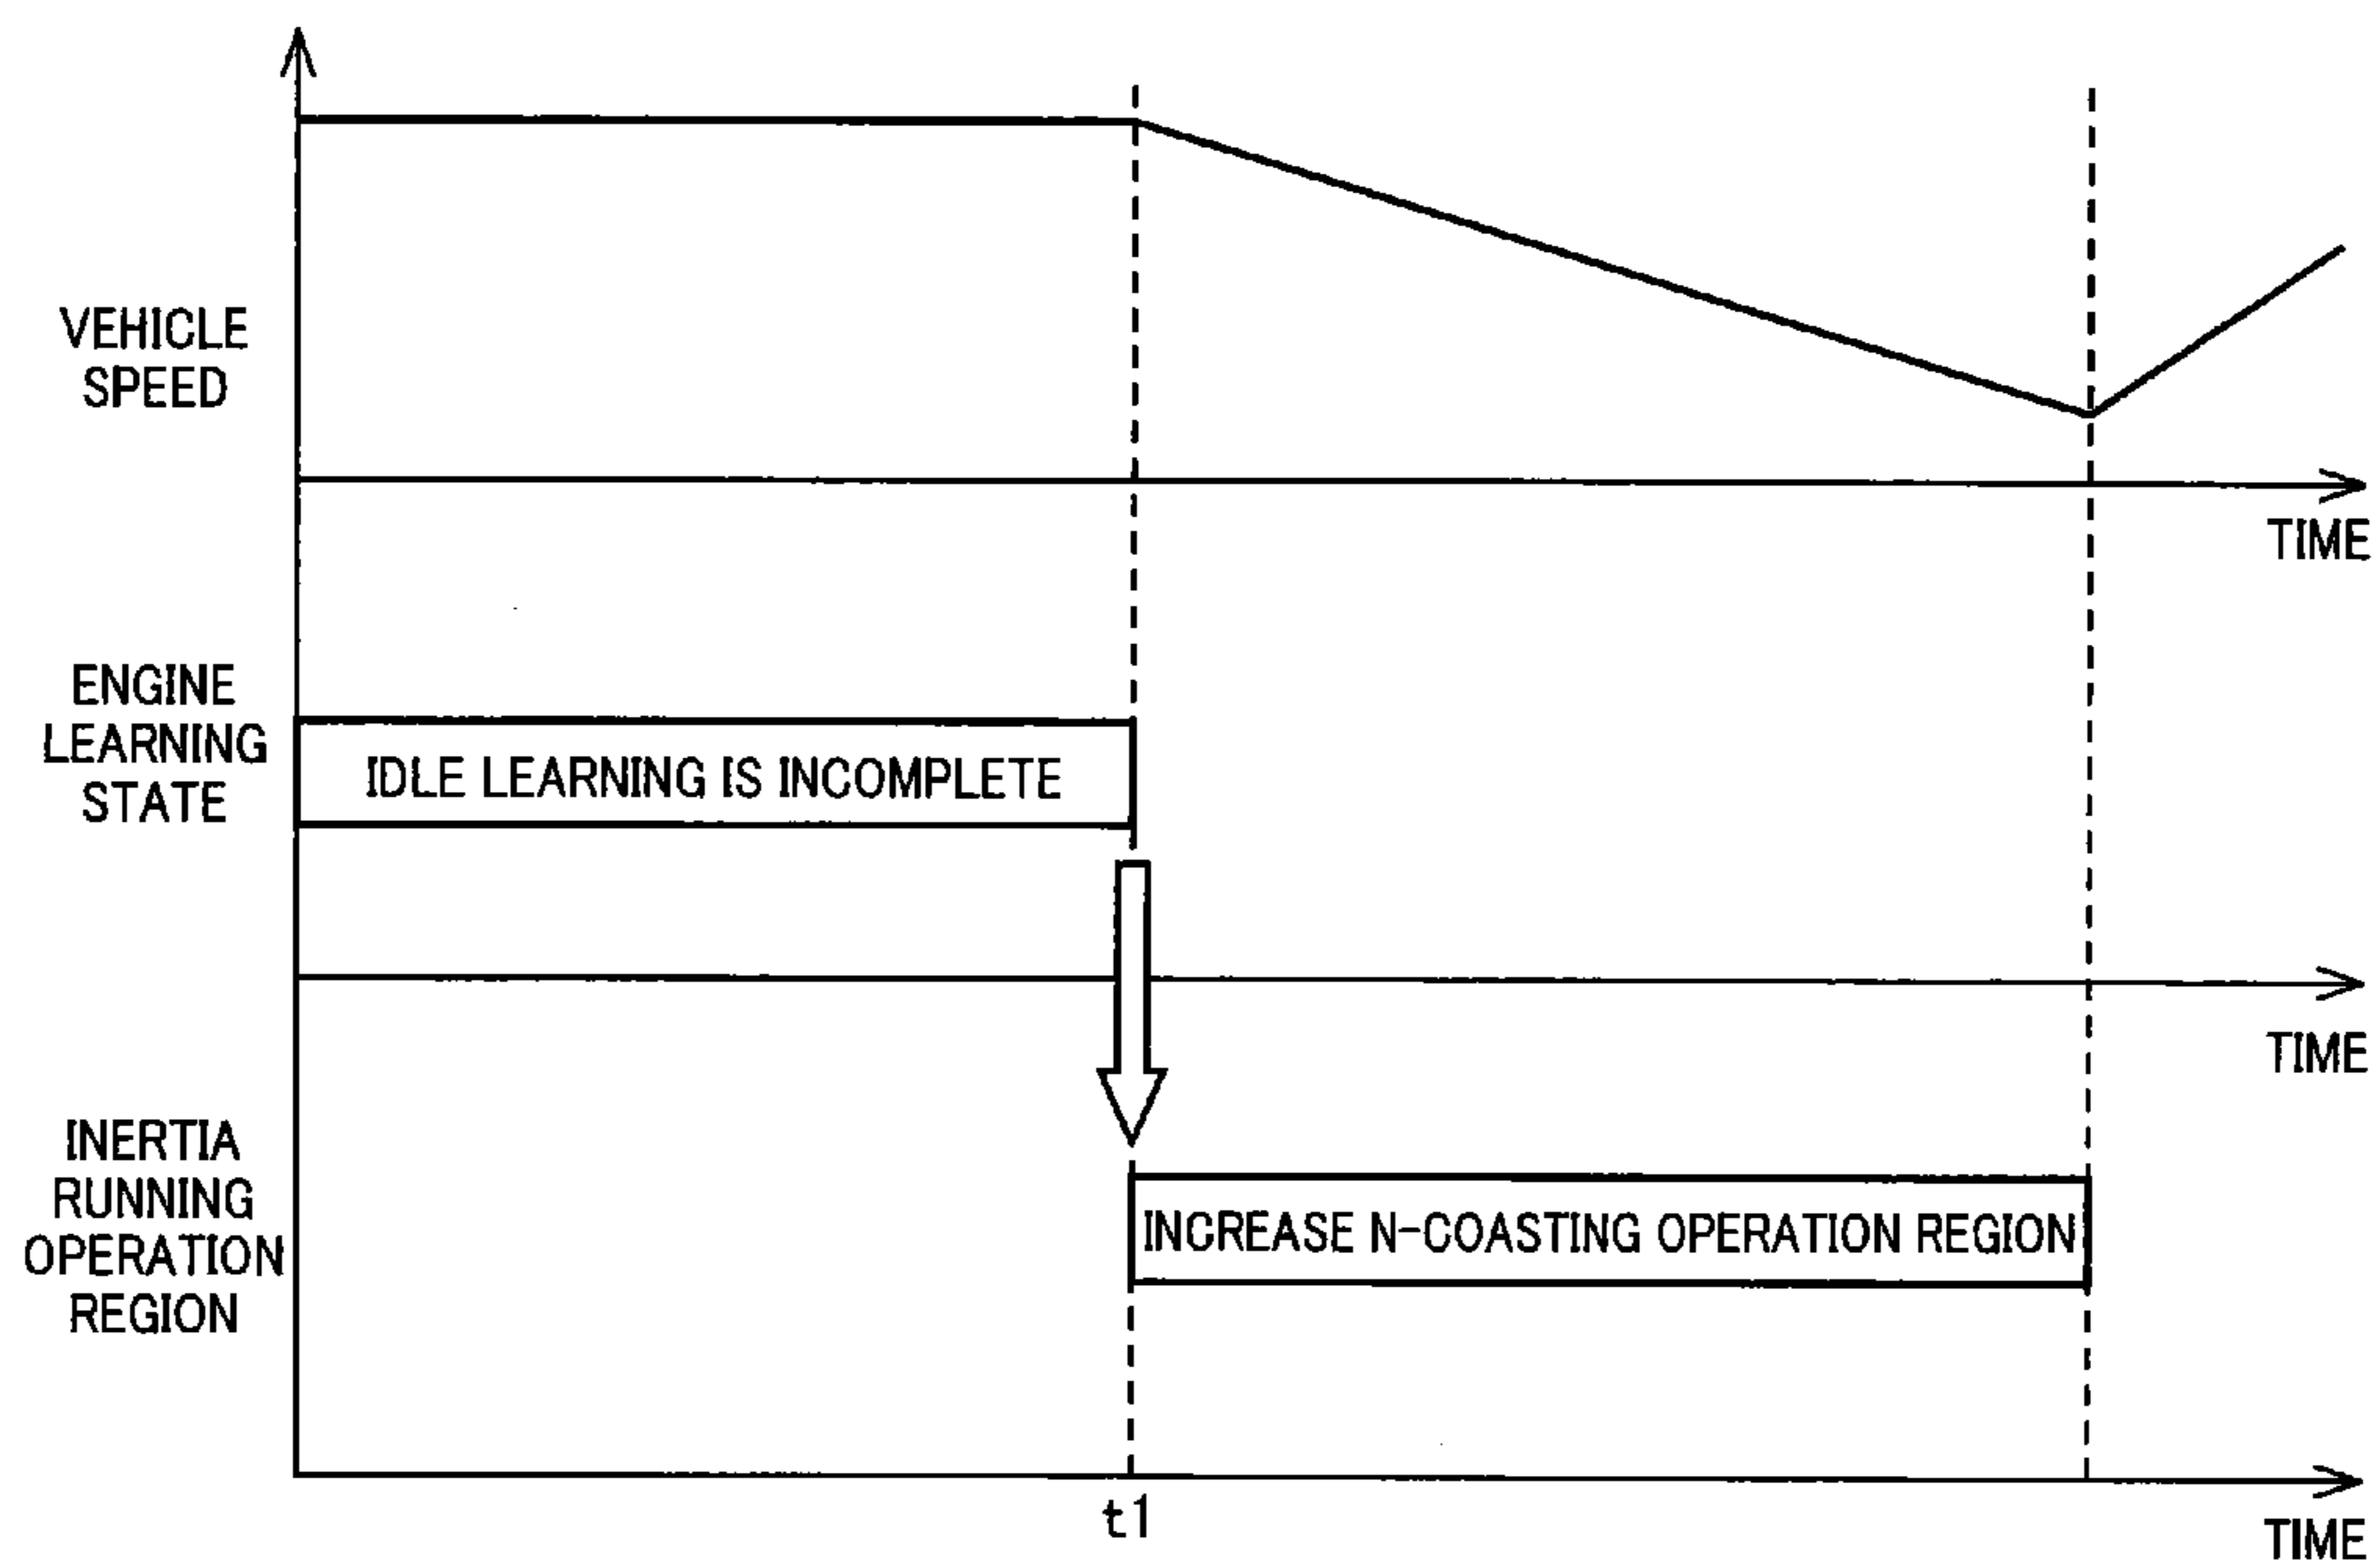 VEHICLE
SPEED
TIME
ENGINE
LEARNING
STATE
IDLE LEARNING IS INCOMPLETE
TIME
INERTIA
RUNNING
OPERATION
REGION
INCREASE N-COASTING OPERATION REGION
t1
TIME